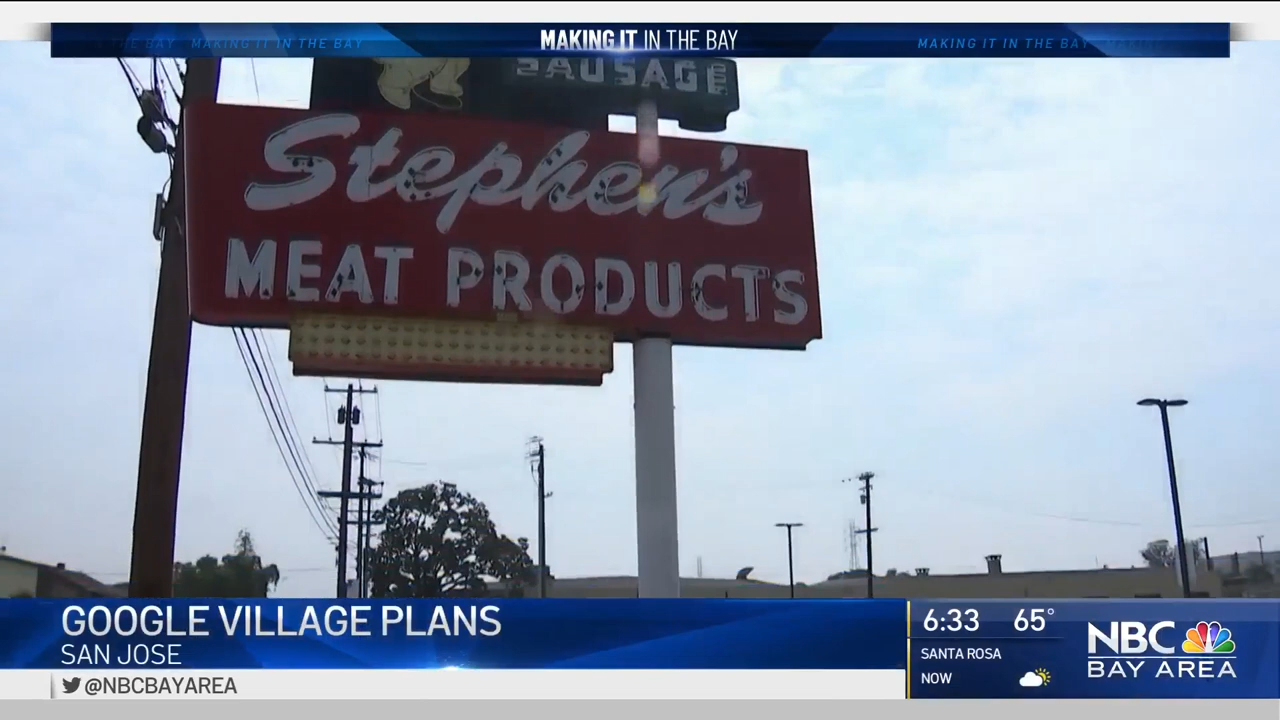 MAKING IT IN THE BAY
MAKING IT IN THE BAY
MAKING IT IN THE BAY
SAUSAGE
Stephen's
MEAT PRODUCTS
GOOGLE VILLAGE PLANS
SAN JOSE
@NBCBAYAREA
6:33 65°
SANTA ROSA
NOW
NBC
BAY AREA